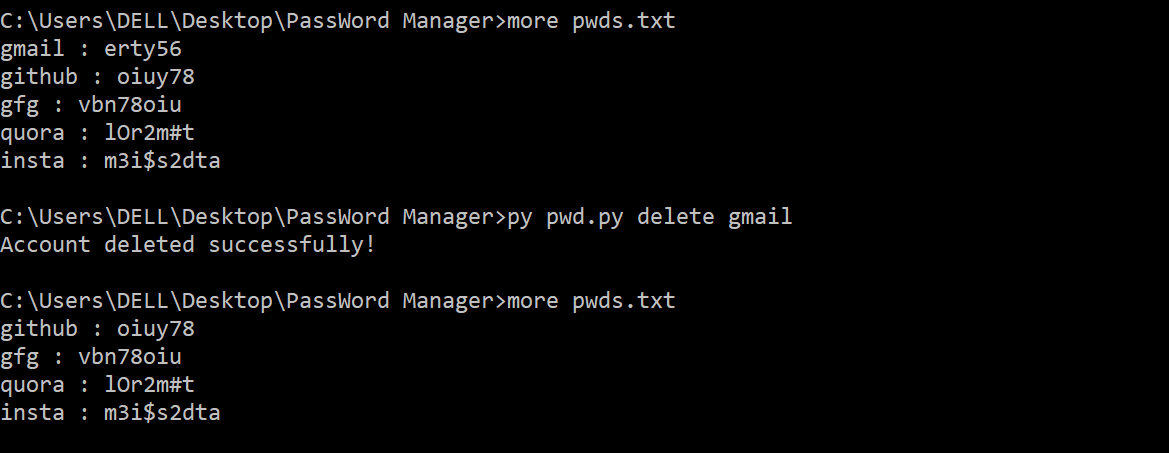 C:\Users\DELL\Desktop\PassWord Manager>more pwds.txt
gmail : erty56
github : oiuy78
gfg : vbn78oiu
quora : lOr2m#t
insta : m3i$s2dta
C:\Users\DELL\Desktop\PassWord Manager>py pwd.py delete gmail
Account deleted successfully!
C:\Users\DELL\Desktop\PassWord Manager>more pwds.txt
github : oiuy78
gfg : vbn78oiu
quora : lOr2m#t
insta : m3i$s2dta